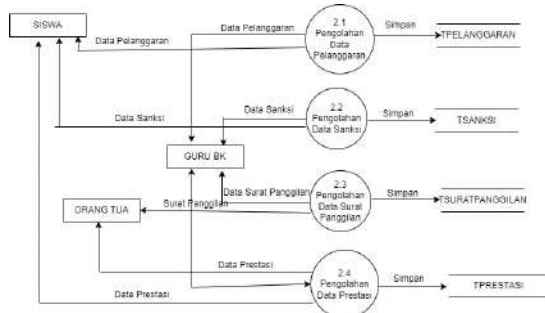 SISWA
Data Pelanggaran
Data Pelanggaran
2.1
Pengolahan
Data
Pelanggaran
Simpan
TPELANGGARAN
Data Sanksi
Data Sanksi
2.2
Pengolahan
Data Sanksi
Simpan
TSANKSI
GURU BK
Data Surat Panggilan
Surat Panggilan
2.3
Pengolahan
Data Surat
Panggilan
Simpan
TSURATPANGGILAN
ORANG TUA
Data Prestasi
Data Prestasi
2.4
Pengolahan
Data Prestasi
Simpan
TPRESTASI